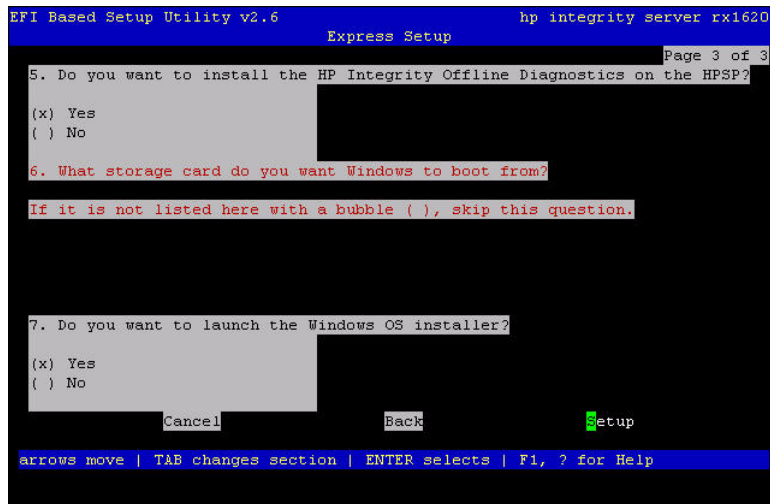 EFI Based Setup Utility v2.6 hp integrity server rx1620
Express Setup
Page 3 of 3
5. Do you want to install the HP Integrity Offline Diagnostics on the HPSP?
(x) Yes
( ) No
6. What storage card do you want Windows to boot from?
If it is not listed here with a bubble ( ), skip this question.
7. Do you want to launch the Windows OS installer?
(x) Yes
( ) No
Cancel Back Setup
arrows move | TAB changes section | ENTER selects | F1, ? for Help